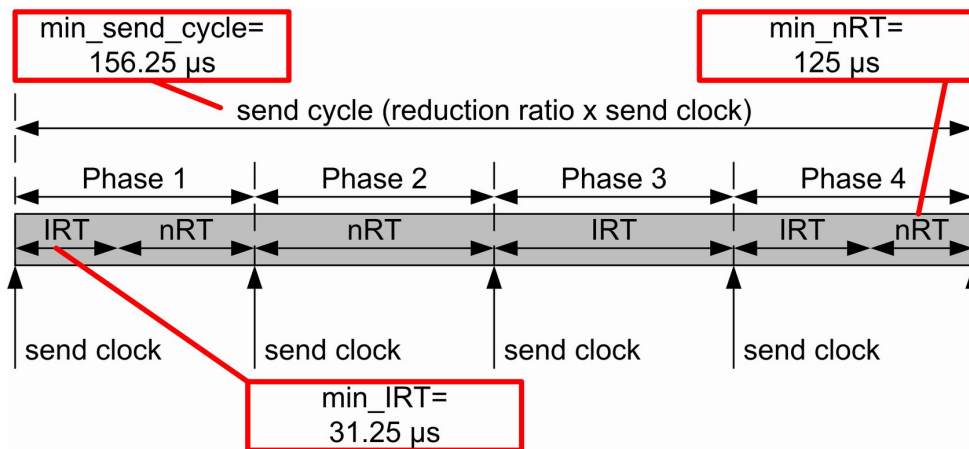 min_send_cycle=
156.25 µs
min_nRT=
125 µs
send cycle (reduction ratio x send clock)
Phase 1
Phase 2
Phase 3
Phase 4
IRT
nRT
nRT
IRT
IRT
nRT
send clock
send clock
send clock
send clock
min_IRT=
31.25 µs